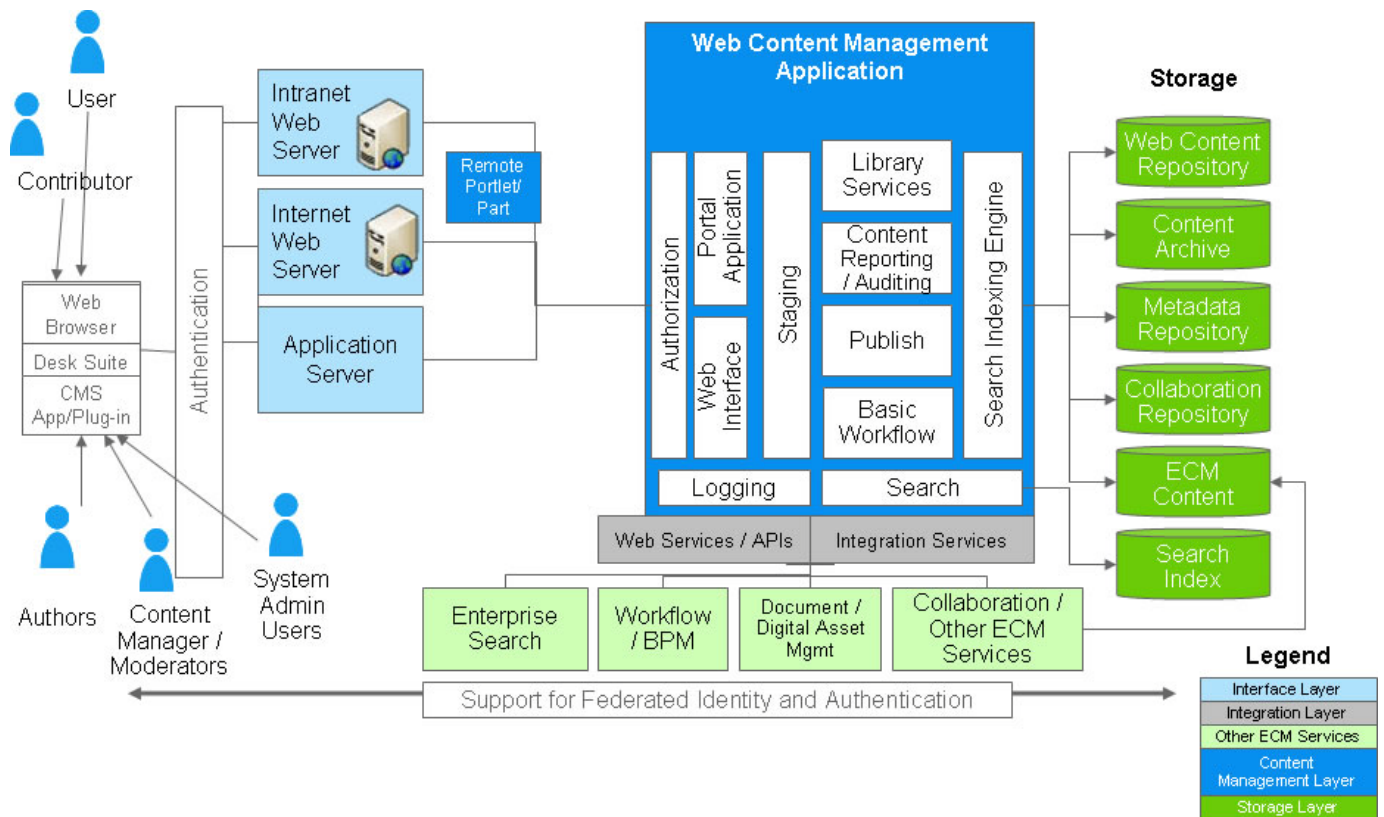 User
Contributor
Web
Browser
Desk Suite
CMS
App/Plug-in
Authors
Content
Manager /
Moderators
System
Admin
Users
Authentication
Intranet
Web
Server
Internet
Web
Server
Application
Server
Remote
Portlet/
Part
Web Content Management
Application
Authorization
Portal
Application
Web
Interface
Staging
Library
Services
Content
Reporting
/ Auditing
Publish
Basic
Workflow
Search Indexing Engine
Logging
Search
Web Services / APIs
Integration Services
Enterprise
Search
Workflow
/ BPM
Document /
Digital Asset
Mgmt
Collaboration /
Other ECM
Services
Support for Federated Identity and Authentication
Storage
Web Content
Repository
Content
Archive
Metadata
Repository
Collaboration
Repository
ECM
Content
Search
Index
Legend
Interface Layer
Integration Layer
Other ECM Services
Content
Management Layer
Storage Layer